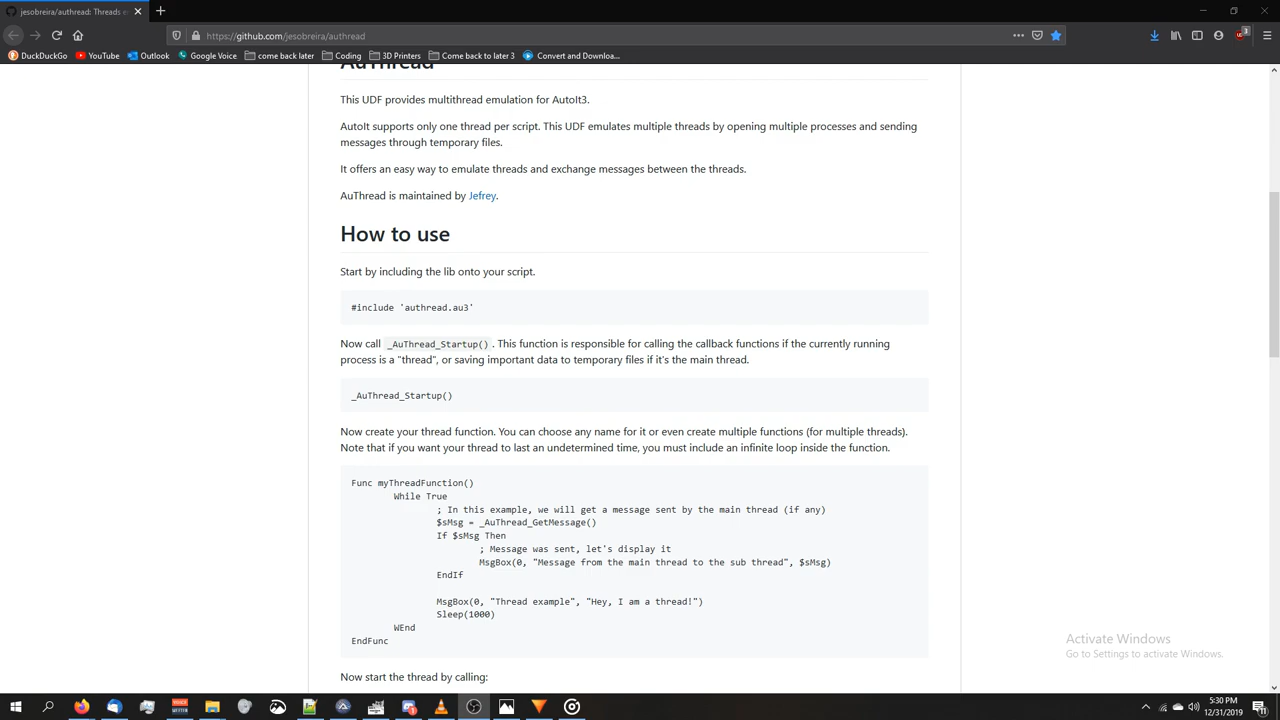 jesobreira/authread: Threads e
https://github.com/jesobreira/authread
DuckDuckGo YouTube Outlook Google Voice come back later Coding 3D Printers Come back to later 3 Convert and Downloa...
AuThread
This UDF provides multithread emulation for AutoIt3.
AutoIt supports only one thread per script. This UDF emulates multiple threads by opening multiple processes and sending
messages through temporary files.
It offers an easy way to emulate threads and exchange messages between the threads.
AuThread is maintained by Jefrey.
How to use
Start by including the lib onto your script.
#include 'authread.au3'
Now call _AuThread_Startup() . This function is responsible for calling the callback functions if the currently running
process is a "thread", or saving important data to temporary files if it's the main thread.
_AuThread_Startup()
Now create your thread function. You can choose any name for it or even create multiple functions (for multiple threads).
Note that if you want your thread to last an undetermined time, you must include an infinite loop inside the function.
Func myThreadFunction()
While True
; In this example, we will get a message sent by the main thread (if any)
$sMsg = _AuThread_GetMessage()
If $sMsg Then
; Message was sent, let's display it
MsgBox(0, "Message from the main thread to the sub thread", $sMsg)
EndIf
MsgBox(0, "Thread example", "Hey, I am a thread!")
Sleep(1000)
WEnd
EndFunc
Now start the thread by calling:
Activate Windows
Go to Settings to activate Windows.
5:30 PM
12/31/2019